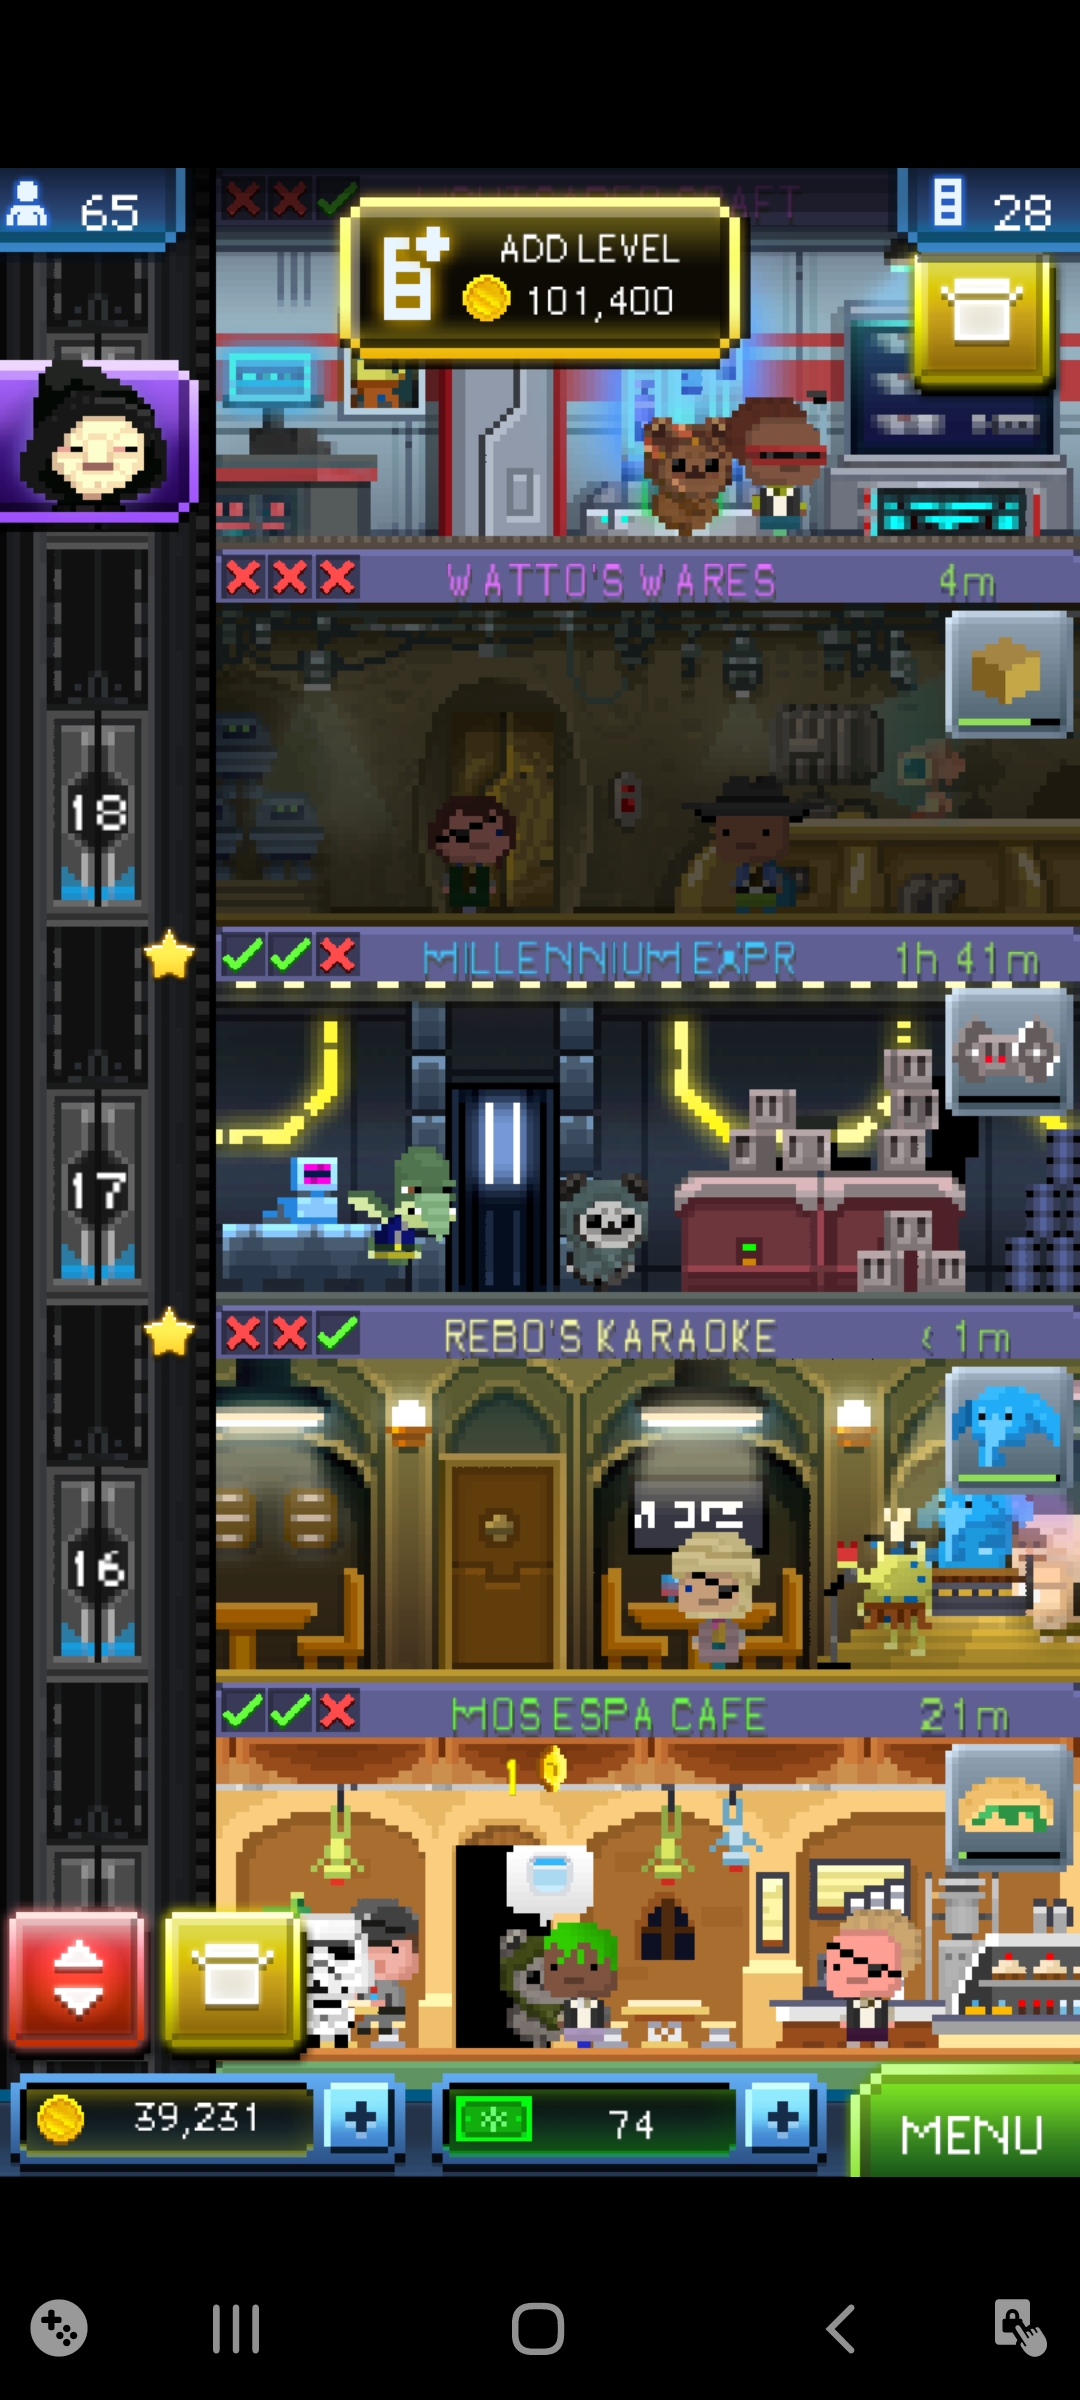 65
28
ADD LEVEL
101,400
WATTO'S WARES 4m
18
MILLENNIUM EXPR 1h 41m
17
REBO'S KARAOKE < 1m
16
MOS ESPA CAFE 21m
1
39,231
74
MENU